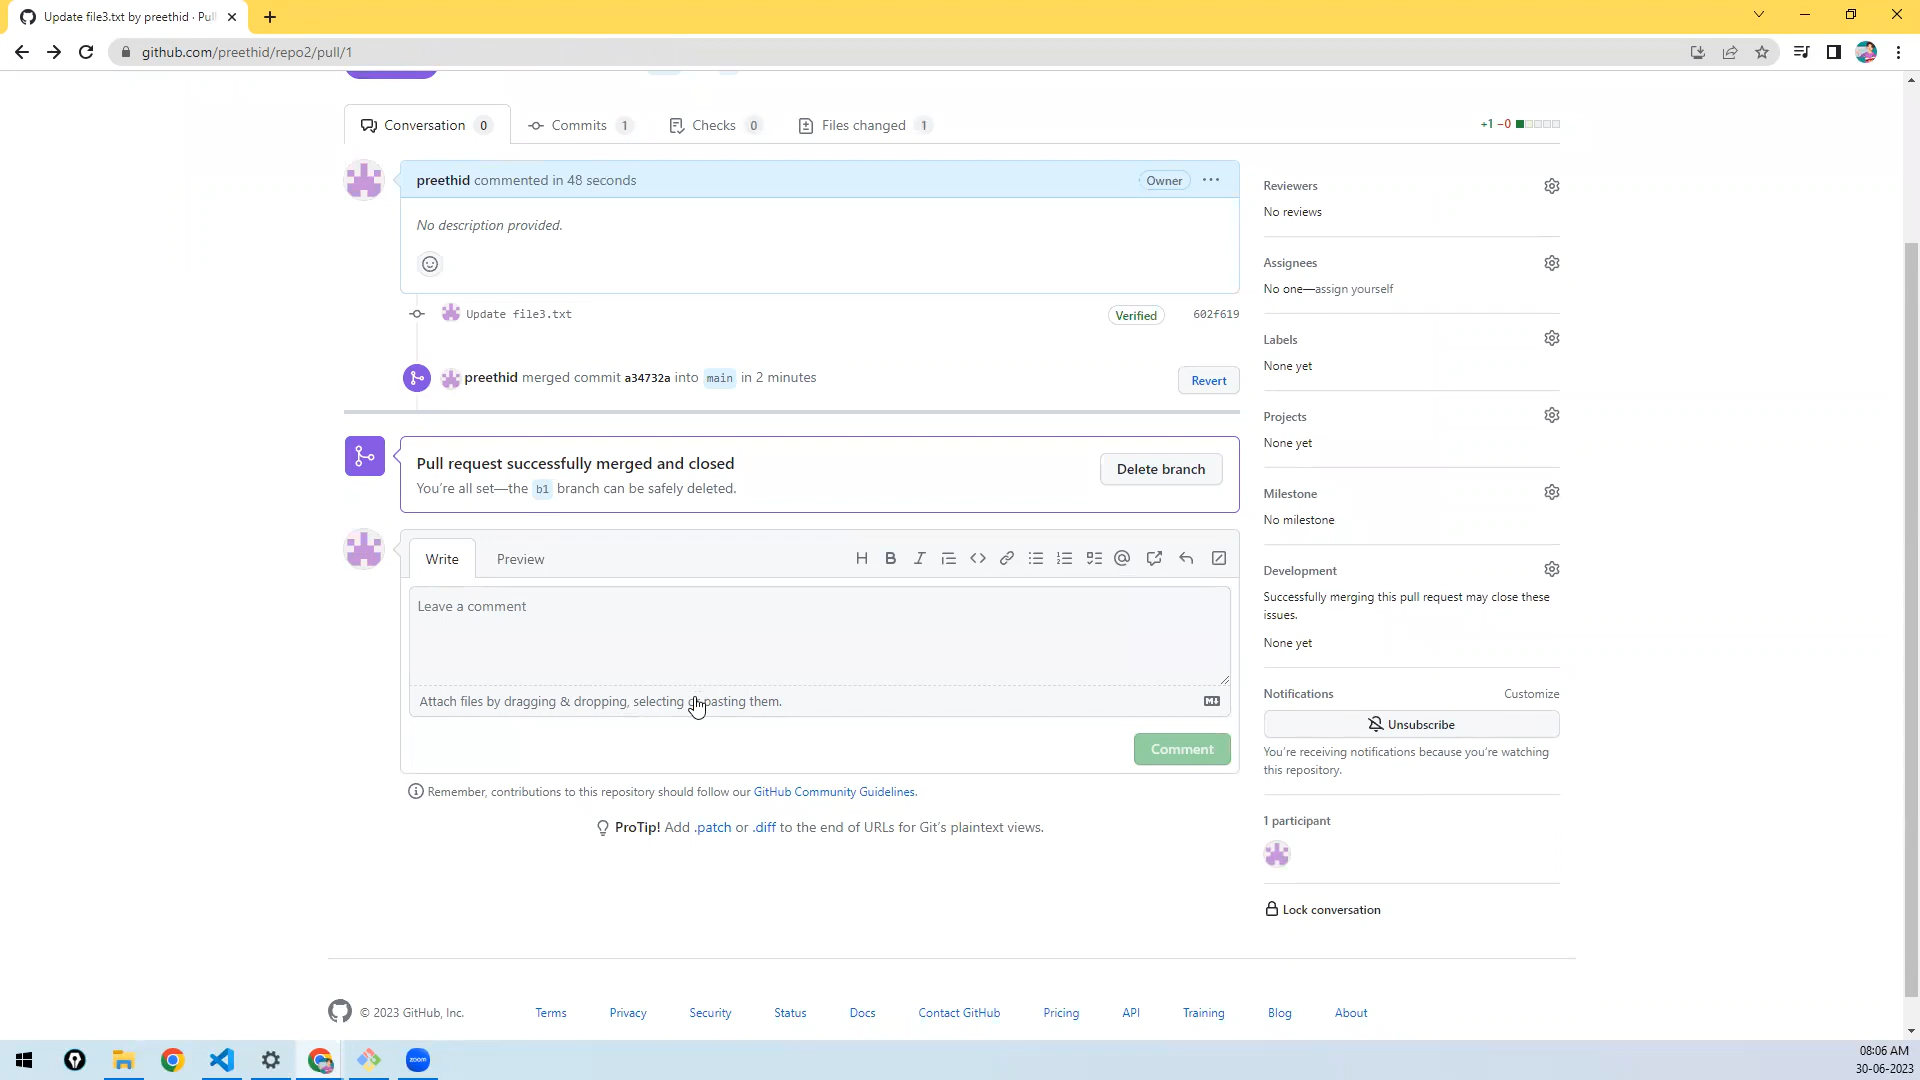 Update file3.txt by preethid · Pul
github.com/preethid/repo2/pull/1
Conversation 0
Commits 1
Checks 0
Files changed 1
+1 −0
preethid commented in 48 seconds
Owner
No description provided.
Update file3.txt
Verified
602f619
preethid merged commit a34732a into main in 2 minutes
Revert
Pull request successfully merged and closed
You're all set—the b1 branch can be safely deleted.
Delete branch
Write
Preview
Leave a comment
Attach files by dragging & dropping, selecting pasting them.
Comment
Remember, contributions to this repository should follow our GitHub Community Guidelines.
ProTip! Add .patch or .diff to the end of URLs for Git's plaintext views.
Reviewers
No reviews
Assignees
No one—assign yourself
Labels
None yet
Projects
None yet
Milestone
No milestone
Development
Successfully merging this pull request may close these
issues.
None yet
Notifications
Customize
Unsubscribe
You're receiving notifications because you're watching
this repository.
1 participant
Lock conversation
© 2023 GitHub, Inc.
Terms
Privacy
Security
Status
Docs
Contact GitHub
Pricing
API
Training
Blog
About
zoom
08:06 AM
30-06-2023